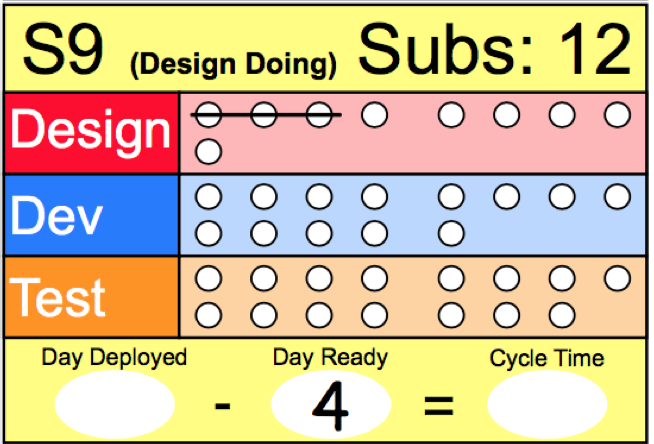 S9 (Design Doing) Subs: 12
Design
Dev
Test
Day Deployed Day Ready Cycle Time
- 4 =